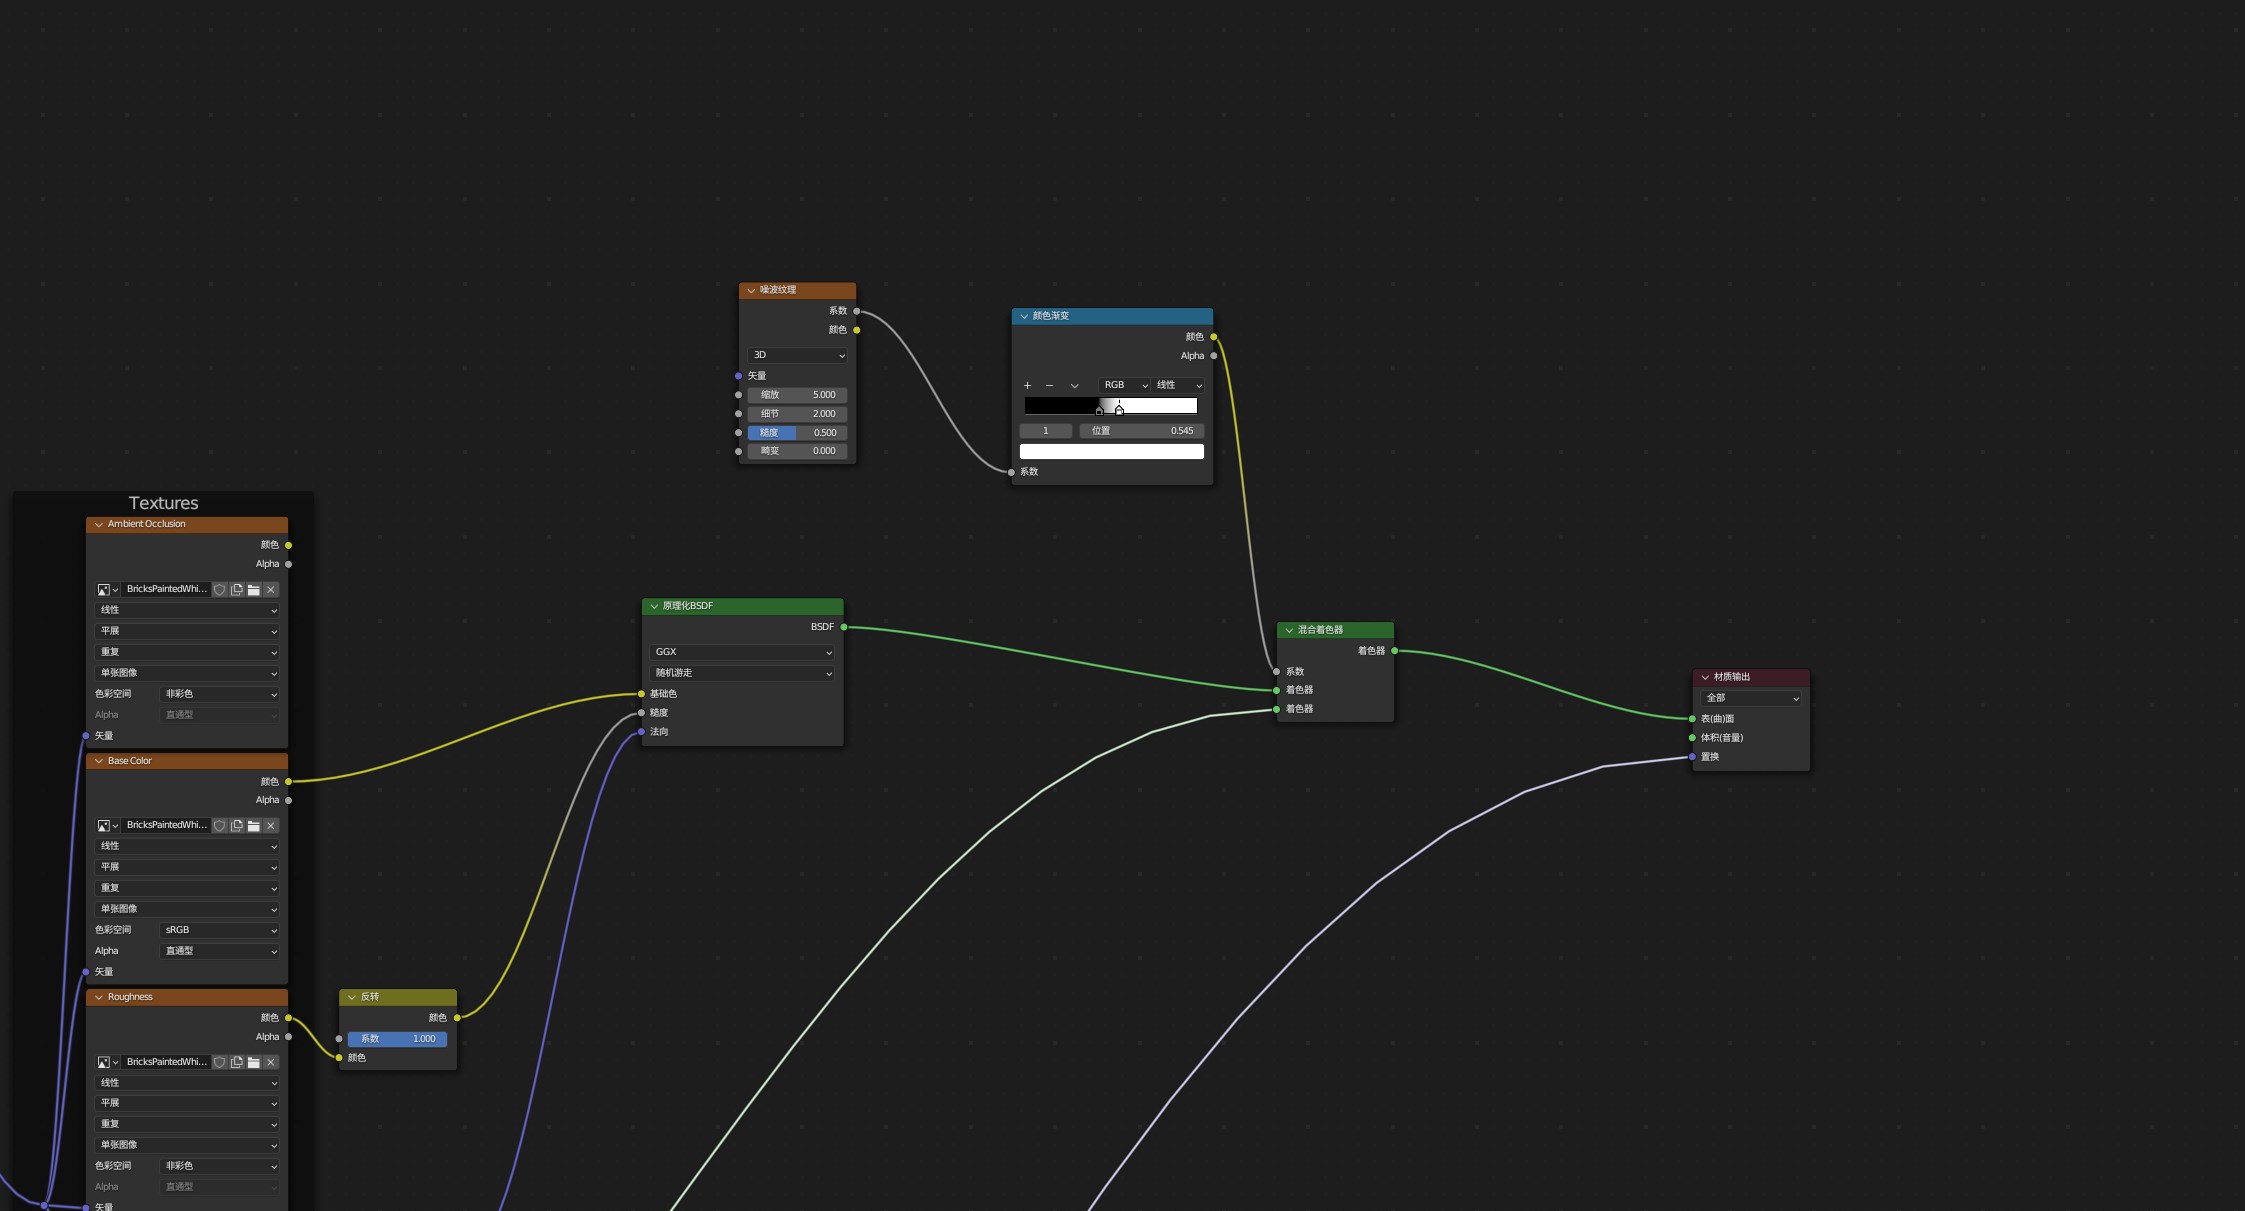 噪波纹理
系数
颜色
3D
矢量
缩放 5.000
细节 2.000
糙度 0.500
畸变 0.000
颜色渐变
颜色
Alpha
+ − RGB 线性
1 位置 0.545
系数
Textures
Ambient Occlusion
颜色
Alpha
BricksPaintedWhi...
线性
平展
重复
单张图像
色彩空间 非彩色
Alpha 直通型
矢量
Base Color
颜色
Alpha
BricksPaintedWhi...
线性
平展
重复
单张图像
色彩空间 sRGB
Alpha 直通型
矢量
Roughness
颜色
Alpha
BricksPaintedWhi...
线性
平展
重复
单张图像
色彩空间 非彩色
Alpha 直通型
矢量
反转
颜色
系数 1.000
颜色
原理化BSDF
BSDF
GGX
随机游走
基础色
糙度
法向
混合着色器
着色器
系数
着色器
着色器
材质输出
全部
表(曲)面
体积(音量)
置换